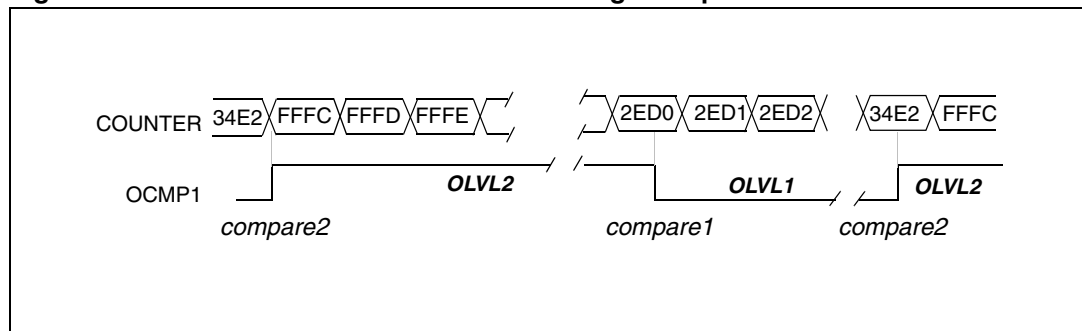 COUNTER 34E2 FFFC FFFD FFFE 2ED0 2ED1 2ED2 34E2 FFFC
OCMP1 OLVL2 OLVL1 OLVL2
compare2 compare1 compare2